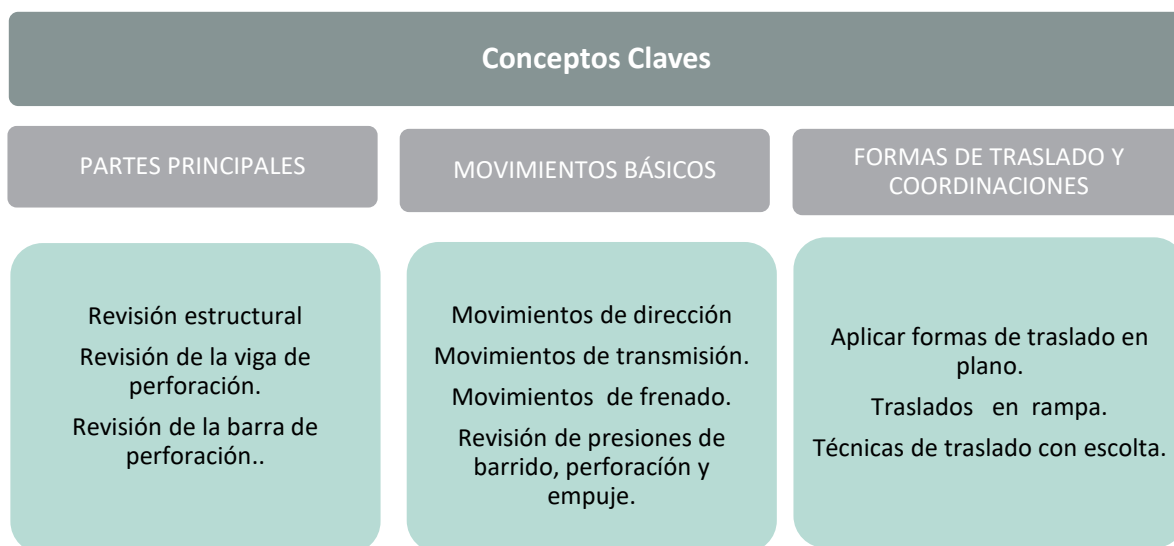 Conceptos Claves
PARTES PRINCIPALES
Revisión estructural
Revisión de la viga de
perforación.
Revisión de la barra de
perforación..
MOVIMIENTOS BÁSICOS
Movimientos de dirección
Movimientos de transmisión.
Movimientos  de frenado.
Revisión de presiones de
barrido, perforacíón y
empuje.
FORMAS DE TRASLADO Y
COORDINACIONES
Aplicar formas de traslado en
plano.
Traslados   en  rampa.
Técnicas de traslado con escolta.